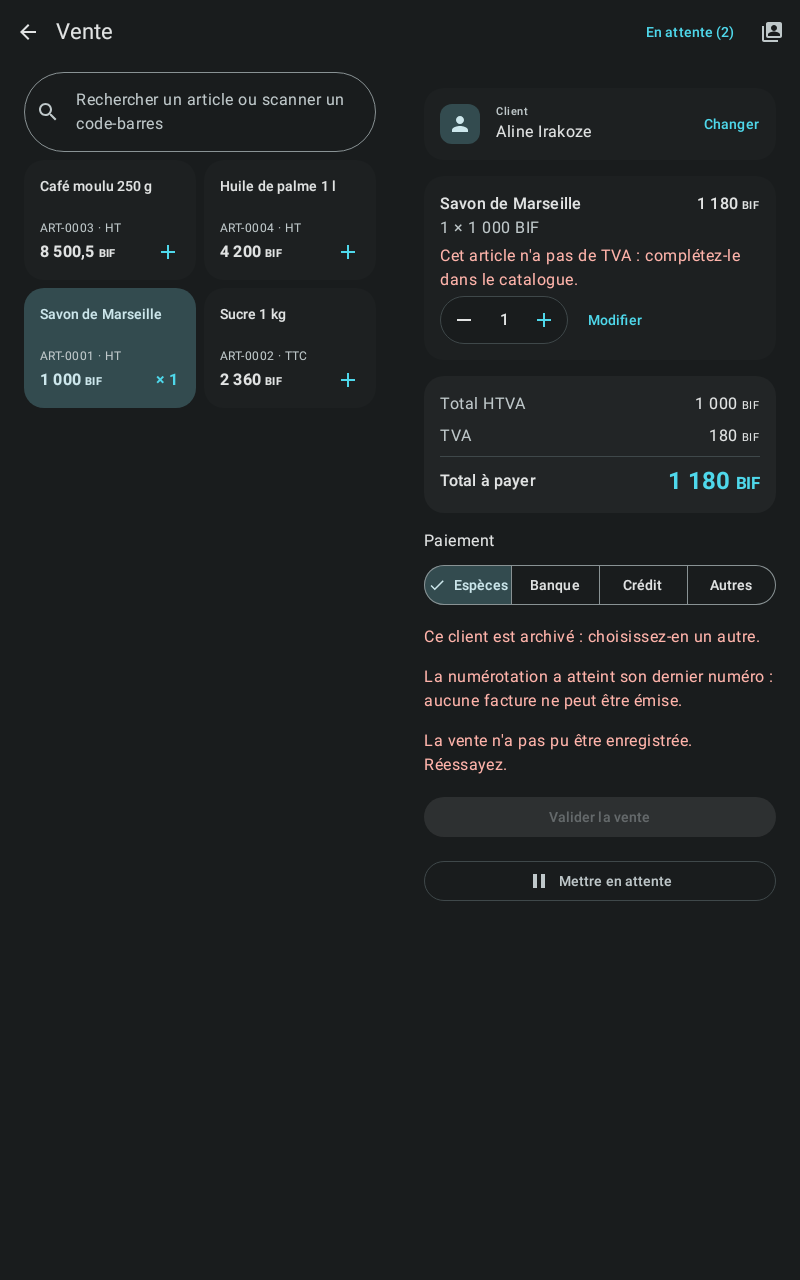 Vente
En attente (2)
Rechercher un article ou scanner un
code-barres
Café moulu 250 g
ART-0003 · HT
8 500,5 BIF
Huile de palme 1 l
ART-0004 · HT
4 200 BIF
Savon de Marseille
ART-0001 · HT
1 000 BIF
× 1
Sucre 1 kg
ART-0002 · TTC
2 360 BIF
Client
Aline Irakoze
Changer
Savon de Marseille
1 180 BIF
1 × 1 000 BIF
Cet article n'a pas de TVA : complétez-le
dans le catalogue.
1
Modifier
Total HTVA
1 000 BIF
TVA
180 BIF
Total à payer
1 180 BIF
Paiement
Espèces
Banque
Crédit
Autres
Ce client est archivé : choisissez-en un autre.
La numérotation a atteint son dernier numéro :
aucune facture ne peut être émise.
La vente n'a pas pu être enregistrée.
Réessayez.
Valider la vente
Mettre en attente